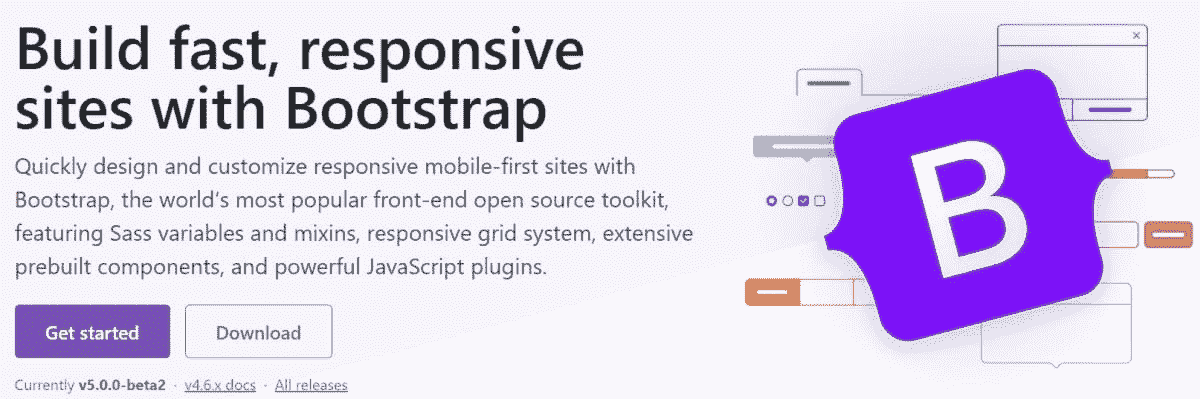 Build fast, responsive
sites with Bootstrap
Quickly design and customize responsive mobile-first sites with
Bootstrap, the world's most popular front-end open source toolkit,
featuring Sass variables and mixins, responsive grid system, extensive
prebuilt components, and powerful JavaScript plugins.
Get started
Download
Currently v5.0.0-beta2 · v4.6.x docs · All releases
B